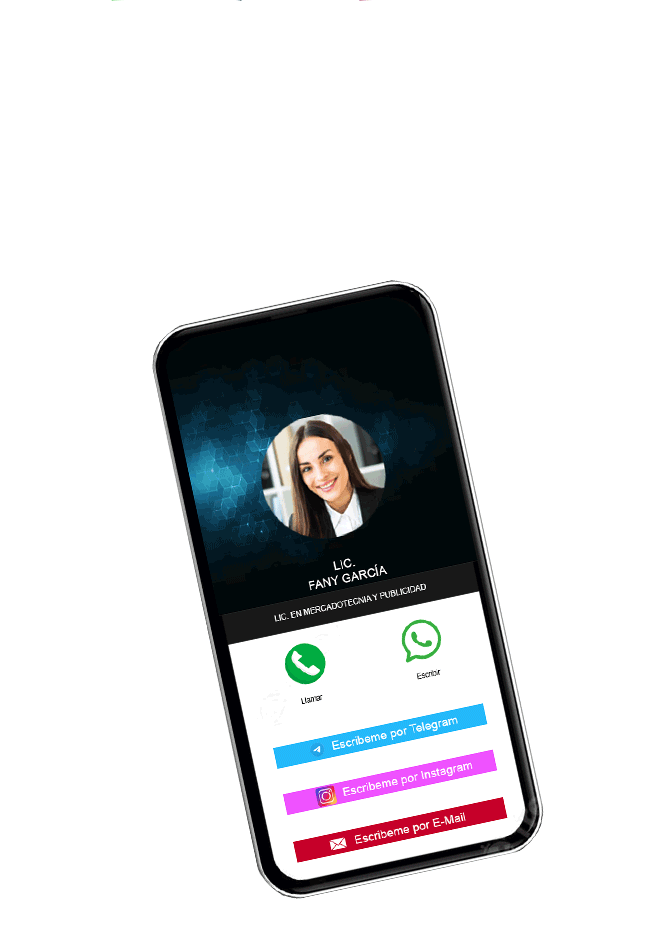 LIC.
FANY GARCÍA
LIC. EN MERCADOTECNIA Y PUBLICIDAD
Llamar
Escribir
Escribeme por Telegram
Escribeme por Instagram
Escribeme por E-Mail